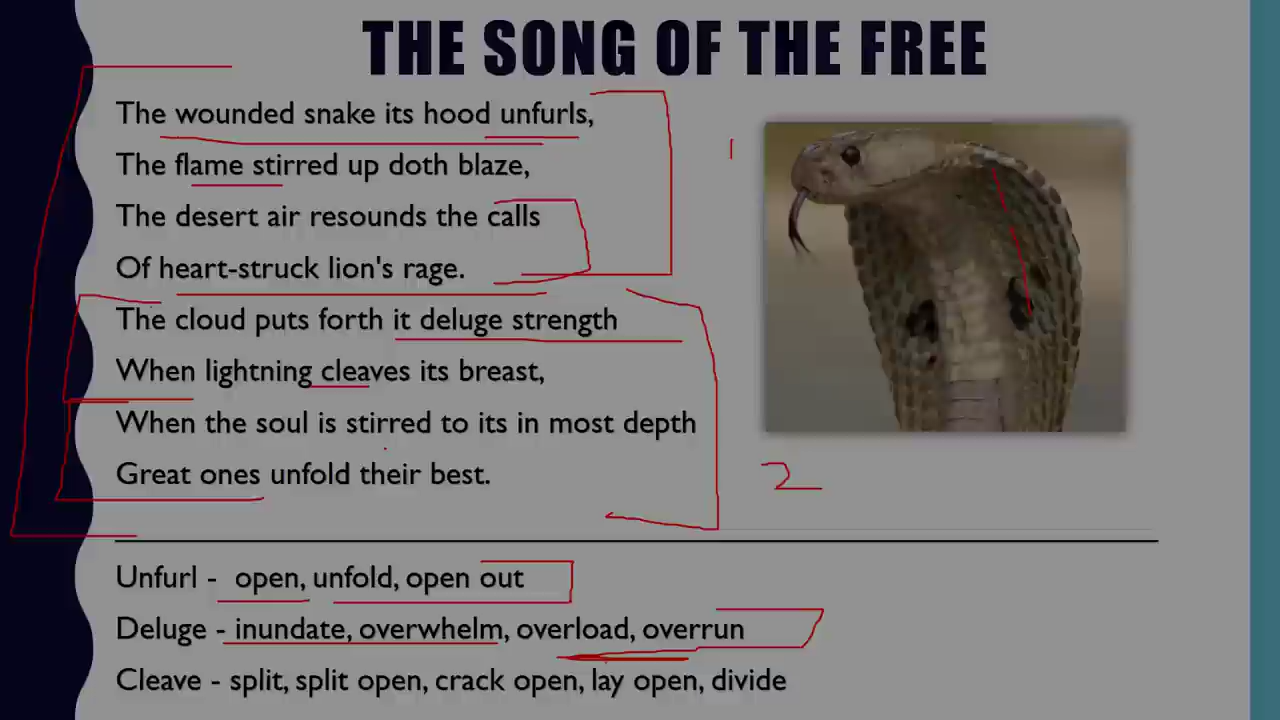 THE SONG OF THE FREE
The wounded snake its hood unfurls,
The flame stirred up doth blaze,
The desert air resounds the calls
Of heart-struck lion's rage.
The cloud puts forth it deluge strength
When lightning cleaves its breast,
When the soul is stirred to its in most depth
Great ones unfold their best.
1
2
Unfurl - open, unfold, open out
Deluge - inundate, overwhelm, overload, overrun
Cleave - split, split open, crack open, lay open, divide